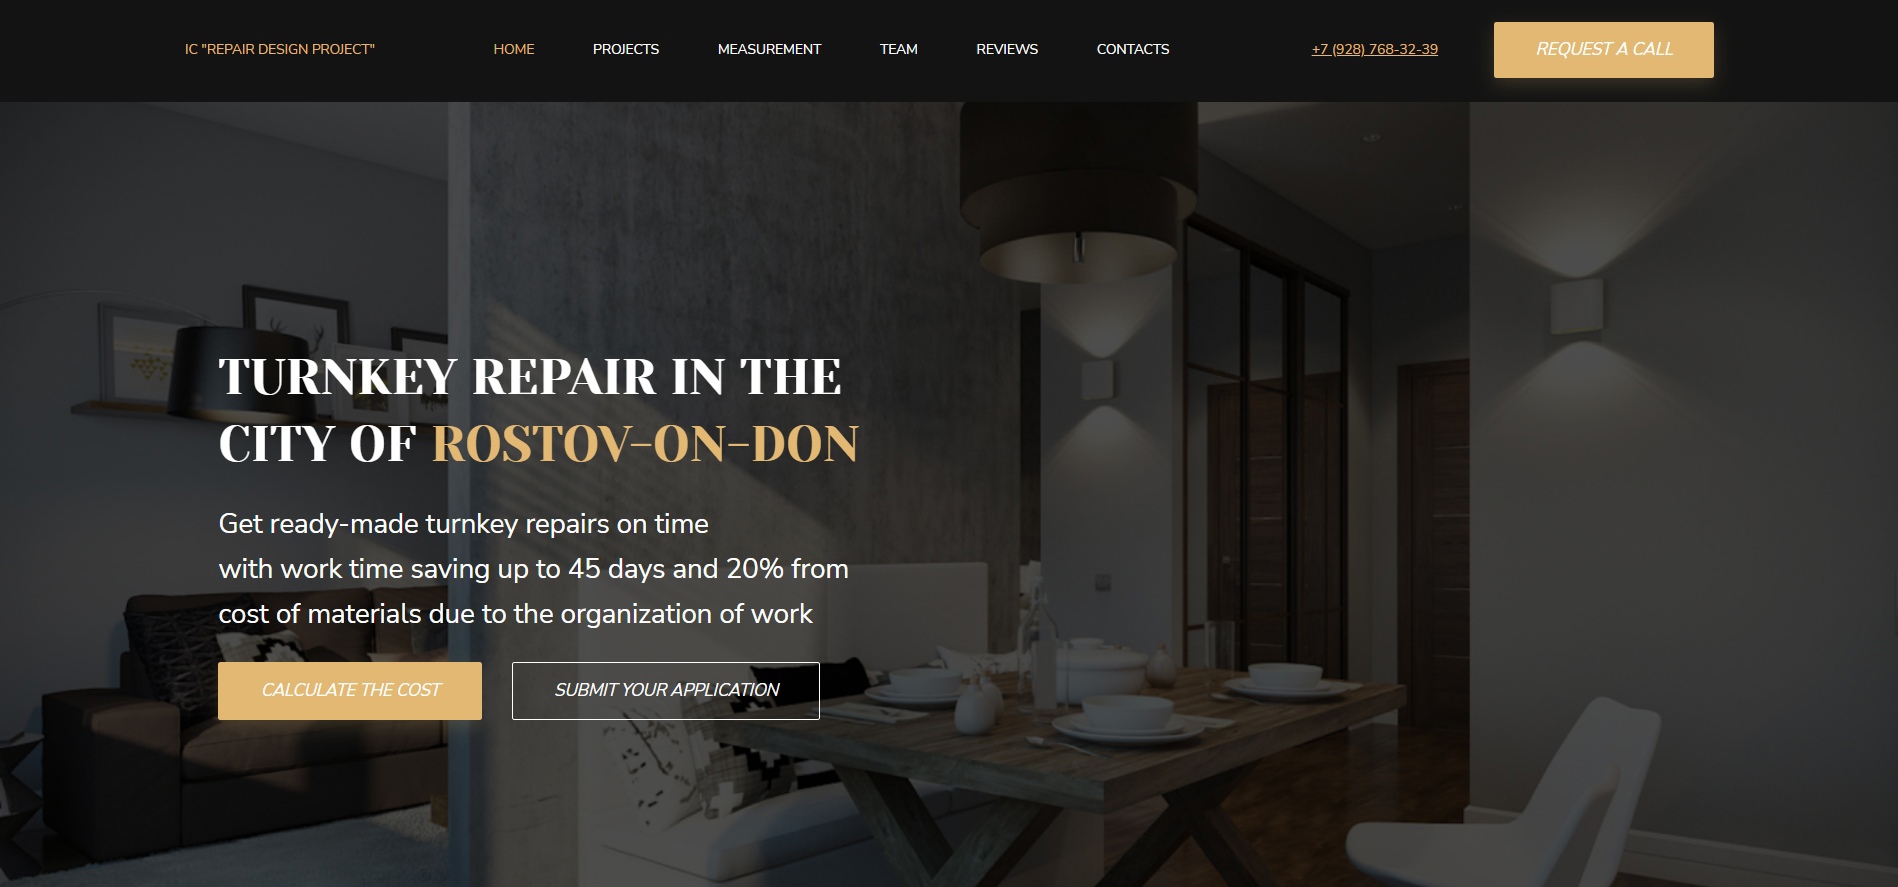 IC "REPAIR DESIGN PROJECT"
HOME
PROJECTS
MEASUREMENT
TEAM
REVIEWS
CONTACTS
+7 (928) 768-32-39
REQUEST A CALL
TURNKEY REPAIR IN THE
CITY OF ROSTOV-ON-DON
Get ready-made turnkey repairs on time
with work time saving up to 45 days and 20% from
cost of materials due to the organization of work
CALCULATE THE COST
SUBMIT YOUR APPLICATION